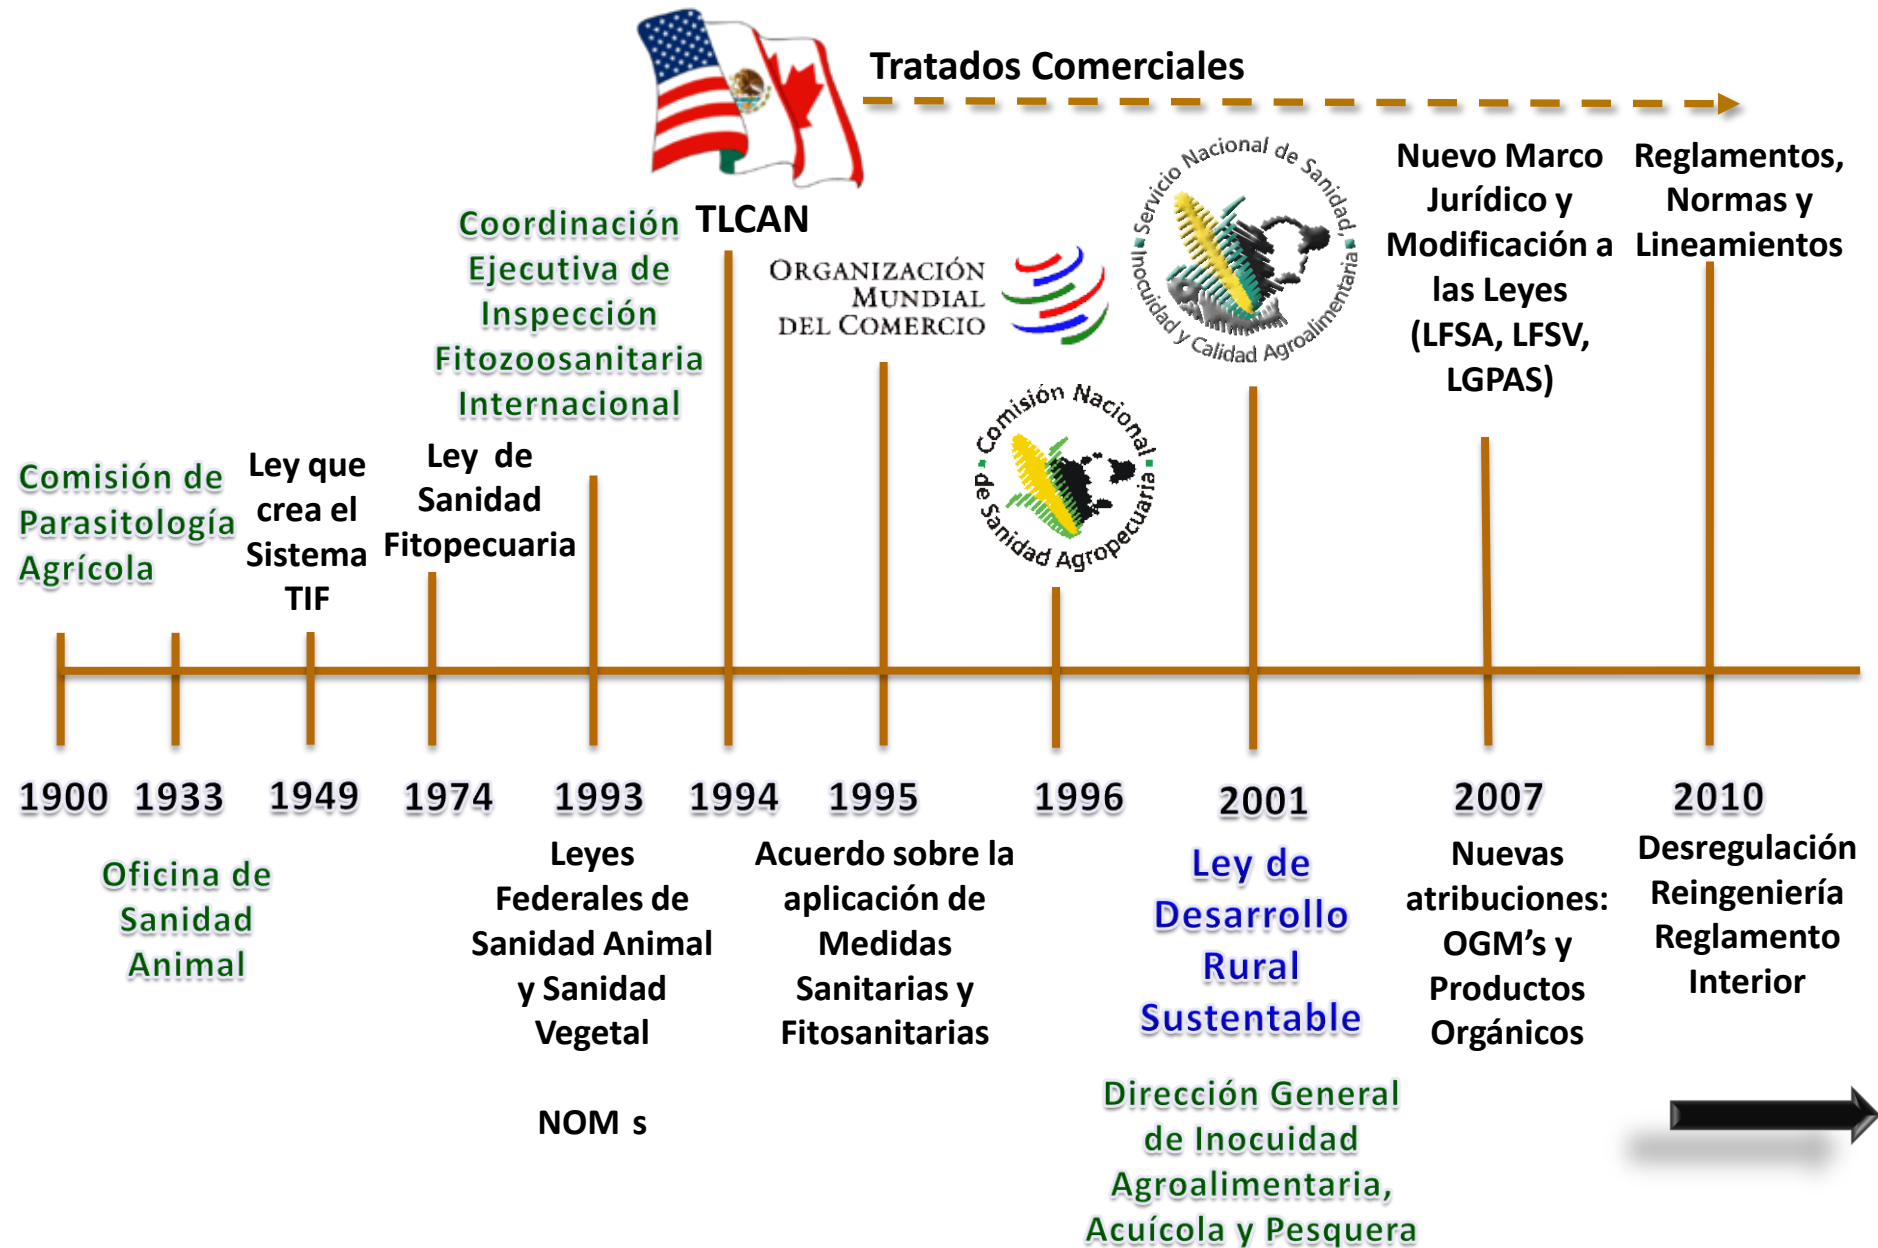 Tratados Comerciales
TLCAN
Comisión de
Parasitología
Agrícola
Ley que
crea el
Sistema
TIF
Ley de
Sanidad
Fitopecuaria
Coordinación
Ejecutiva de
Inspección
Fitozoosanitaria
Internacional
ORGANIZACIÓN
MUNDIAL
DEL COMERCIO
Comisión Nacional
de Sanidad Agropecuaria
Servicio Nacional de Sanidad,
Inocuidad y Calidad Agroalimentaria
Nuevo Marco
Jurídico y
Modificación a
las Leyes
(LFSA, LFSV,
LGPAS)
Reglamentos,
Normas y
Lineamientos
1900 1933 1949 1974 1993 1994 1995 1996 2001 2007 2010
Oficina de
Sanidad
Animal
Leyes
Federales de
Sanidad Animal
y Sanidad
Vegetal
NOM s
Acuerdo sobre la
aplicación de
Medidas
Sanitarias y
Fitosanitarias
Ley de
Desarrollo
Rural
Sustentable
Dirección General
de Inocuidad
Agroalimentaria,
Acuícola y Pesquera
Nuevas
atribuciones:
OGM’s y
Productos
Orgánicos
Desregulación
Reingeniería
Reglamento
Interior